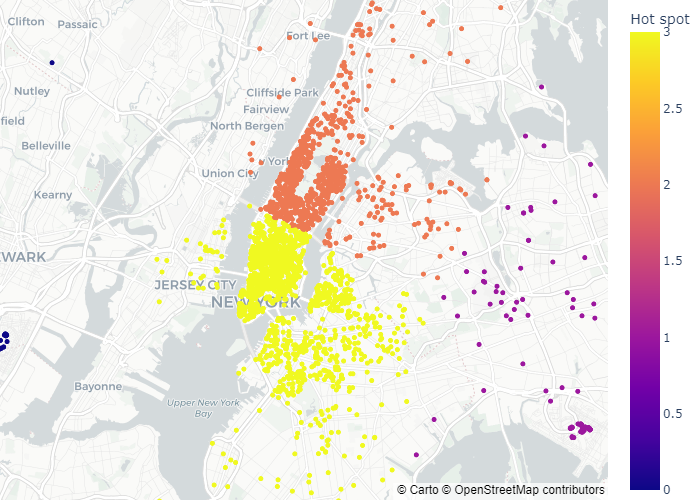 Clifton
Passaic
Fort Lee
Hot spot
3
Nutley
Cliffside Park
Fairview
2.5
field
North Bergen
Belleville
York
2
Union City
Kearny
WARK
1.5
JERSEY CITY
NEW YORK
1
Bayonne
Upper New York
Bay
0.5
© Carto © OpenStreetMap contributors
0